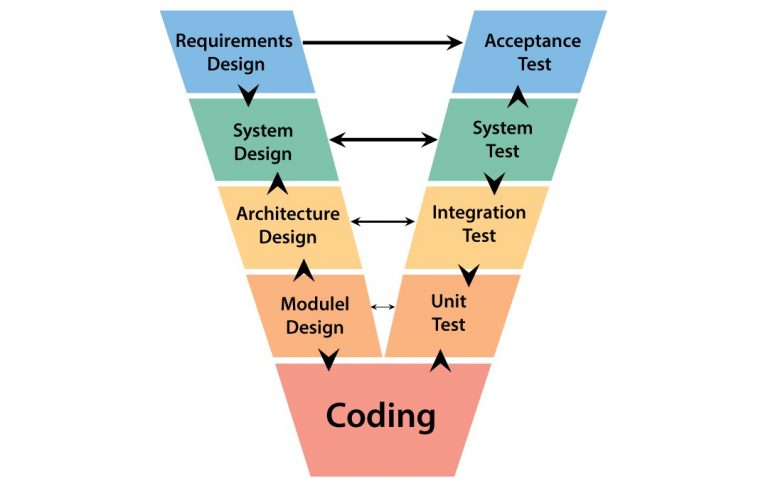 Requirements
Design
Acceptance
Test
System
Design
System
Test
Architecture
Design
Integration
Test
Modulel
Design
Unit
Test
Coding